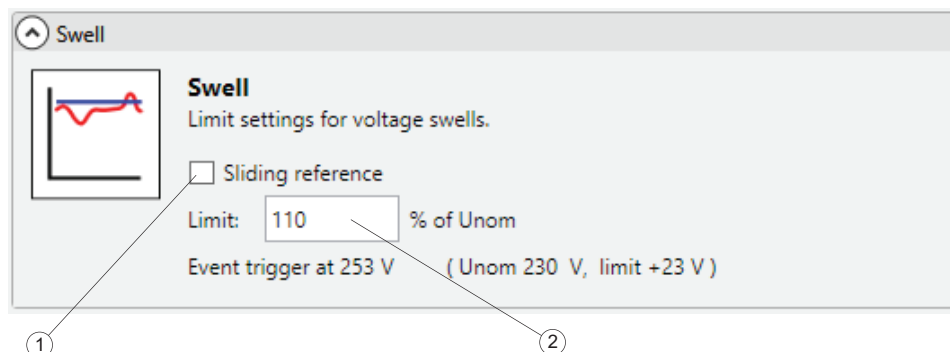 Swell
Swell
Limit settings for voltage swells.
Sliding reference
Limit: 110 % of Unom
Event trigger at 253 V ( Unom 230 V, limit +23 V )
1 2